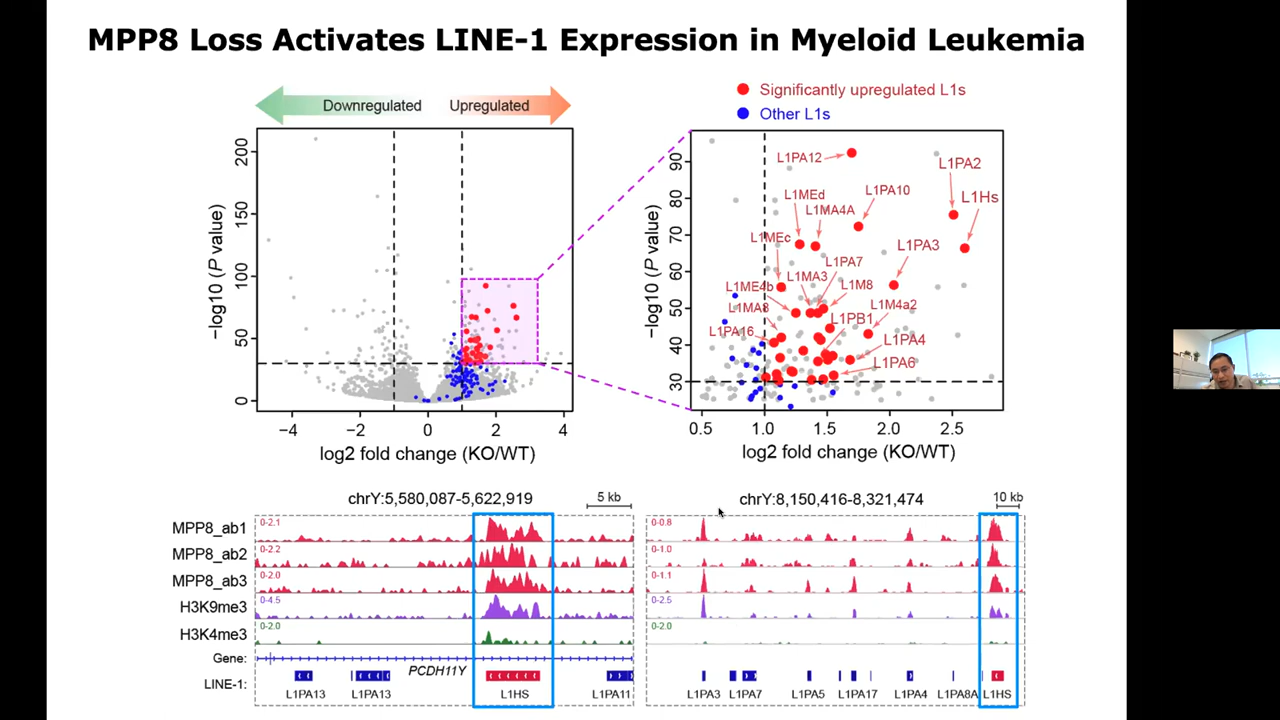 MPP8 Loss Activates LINE-1 Expression in Myeloid Leukemia
Downregulated Upregulated
Significantly upregulated L1s
Other L1s
−log10 (P value)
200
150
100
50
0
−4 −2 0 2 4
log2 fold change (KO/WT)
−log10 (P value)
90
80
70
60
50
40
30
L1PA12
L1PA2
L1MEd
L1PA10
L1Hs
L1MA4A
L1MEc
L1PA3
L1PA7
L1MA3
L1ME4b
L1M8
L1MA8
L1M4a2
L1PB1
L1PA16
L1PA4
L1PA6
0.5 1.0 1.5 2.0 2.5
log2 fold change (KO/WT)
chrY:5,580,087-5,622,919 5 kb
chrY:8,150,416-8,321,474 10 kb
MPP8_ab1 0-2.1 0-0.8
MPP8_ab2 0-2.2 0-1.0
MPP8_ab3 0-2.0 0-1.1
H3K9me3 0-4.5 0-2.5
H3K4me3 0-2.0 0-2.0
Gene:
PCDH11Y
LINE-1:
L1PA13 L1PA13 L1HS L1PA11 L1PA3 L1PA7 L1PA5 L1PA17 L1PA4 L1PA8A L1HS